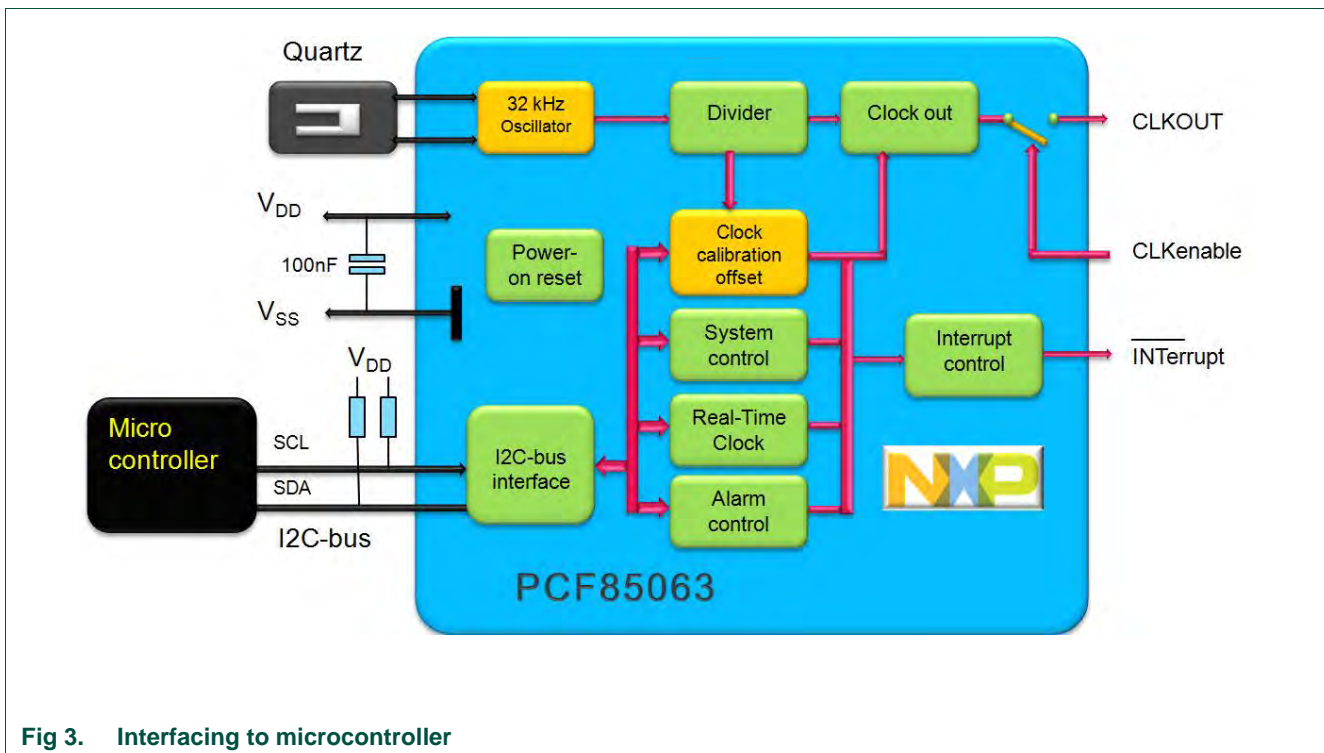 Quartz
32 kHz
Oscillator
Divider
Clock out
CLKOUT
VDD
100nF
VSS
Power-
on reset
Clock
calibration
offset
CLKenable
System
control
Interrupt
control
INTerrupt
VDD
Micro
controller
SCL
SDA
I2C-bus
I2C-bus
interface
Real-Time
Clock
Alarm
control
NXP
PCF85063
Fig 3. Interfacing to microcontroller